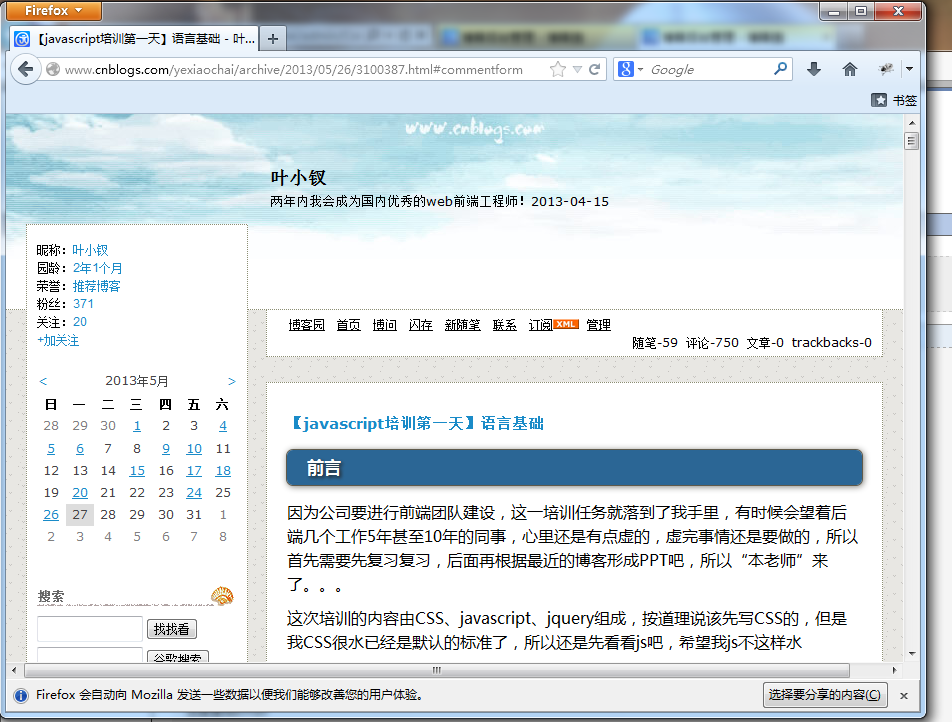 Firefox
【javascript培训第一天】语言基础 - 叶...
www.cnblogs.com/yexiaochai/archive/2013/05/26/3100387.html#commentform
Google
书签
www.cnblogs.com
叶小钗
两年内我会成为国内优秀的web前端工程师！2013-04-15
昵称：叶小钗
园龄：2年1个月
荣誉：推荐博客
粉丝：371
关注：20
+加关注
博客园 首页 博问 闪存 新随笔 联系 订阅XML 管理
随笔-59 评论-750 文章-0 trackbacks-0
< 2013年5月 >
日 一 二 三 四 五 六
28 29 30 1 2 3 4
5 6 7 8 9 10 11
12 13 14 15 16 17 18
19 20 21 22 23 24 25
26 27 28 29 30 31 1
2 3 4 5 6 7 8
搜索
找找看
谷歌搜索
【javascript培训第一天】语言基础
前言
因为公司要进行前端团队建设，这一培训任务就落到了我手里，有时候会望着后
端几个工作5年甚至10年的同事，心里还是有点虚的，虚完事情还是要做的，所以
首先需要先复习复习，后面再根据最近的博客形成PPT吧，所以“本老师”来
了。。。
这次培训的内容由CSS、javascript、jquery组成，按道理说该先写CSS的，但是
我CSS很水已经是默认的标准了，所以还是先看看js吧，希望我js不这样水
Firefox 会自动向 Mozilla 发送一些数据以便我们能够改善您的用户体验。
选择要分享的内容(C)